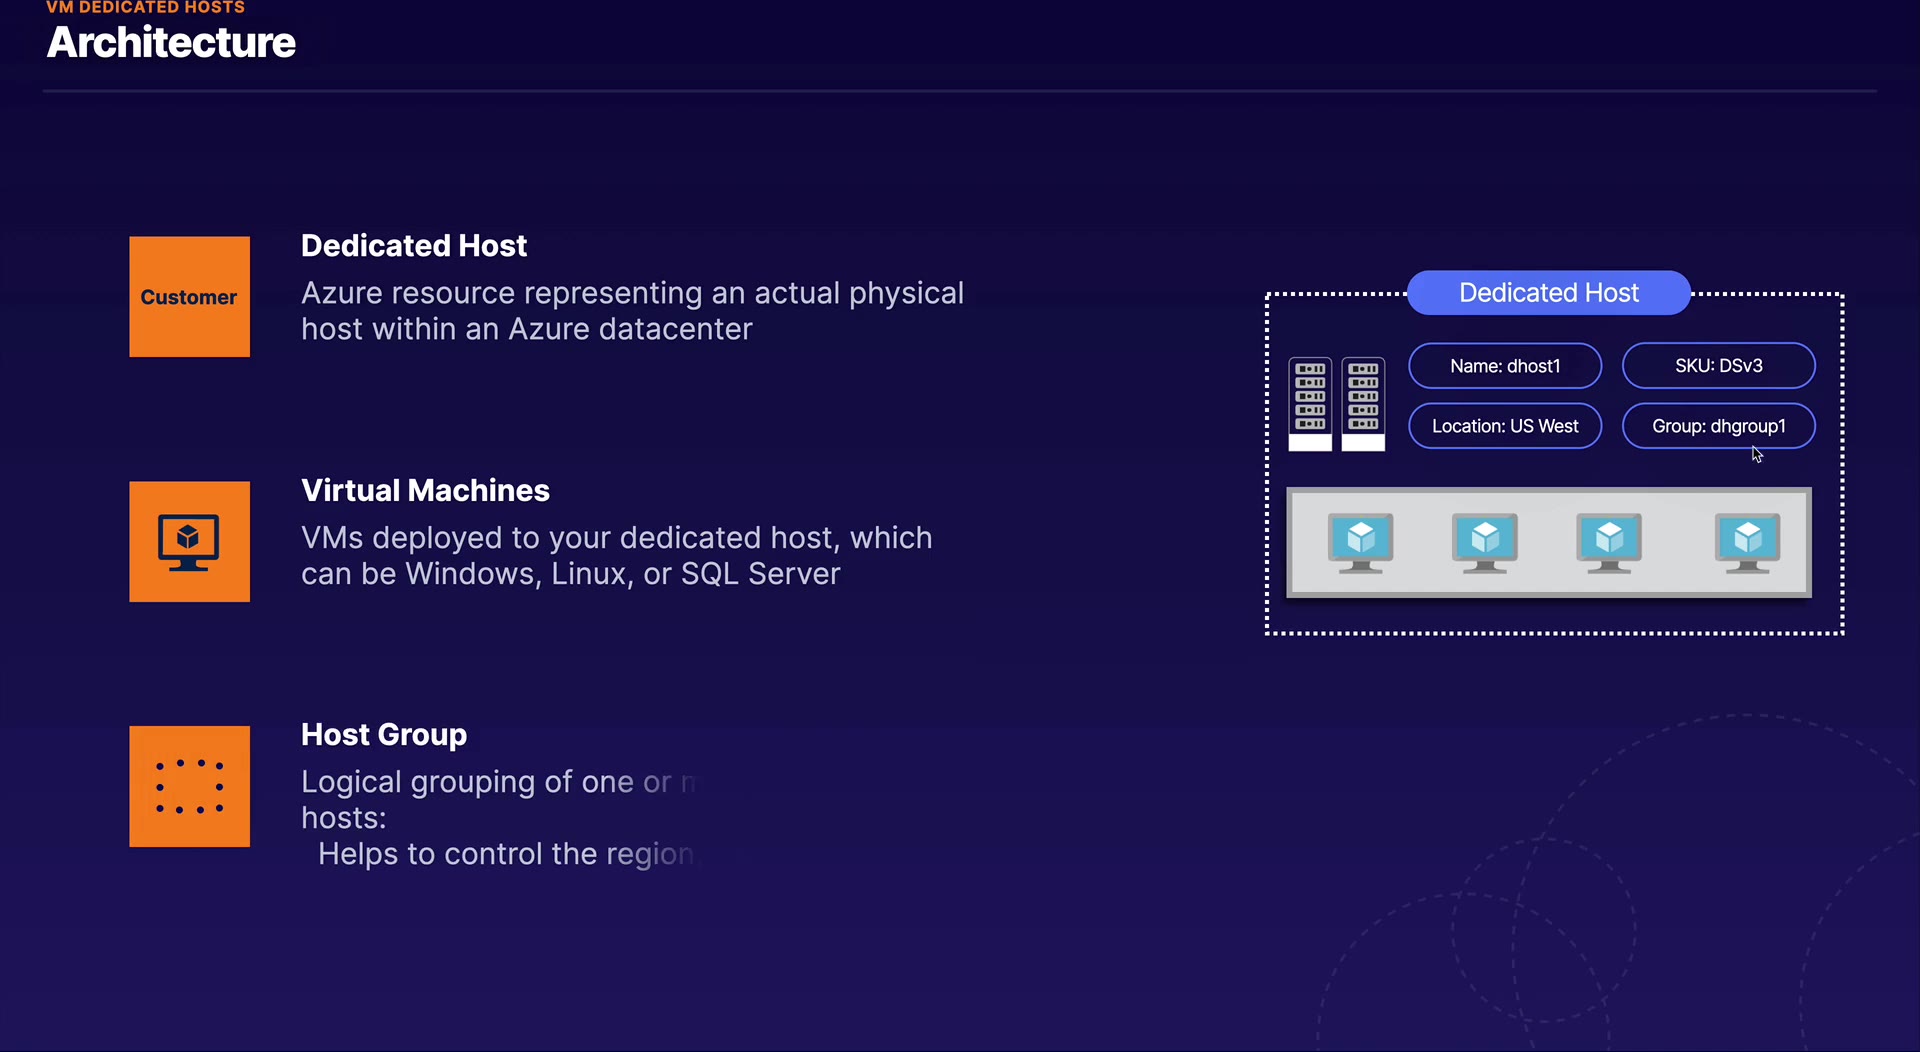 VM DEDICATED HOSTS
Architecture
Customer
Dedicated Host
Azure resource representing an actual physical
host within an Azure datacenter
Virtual Machines
VMs deployed to your dedicated host, which
can be Windows, Linux, or SQL Server
Host Group
Logical grouping of one or
hosts:
Helps to control the region
Dedicated Host
Name: dhost1
SKU: DSv3
Location: US West
Group: dhgroup1